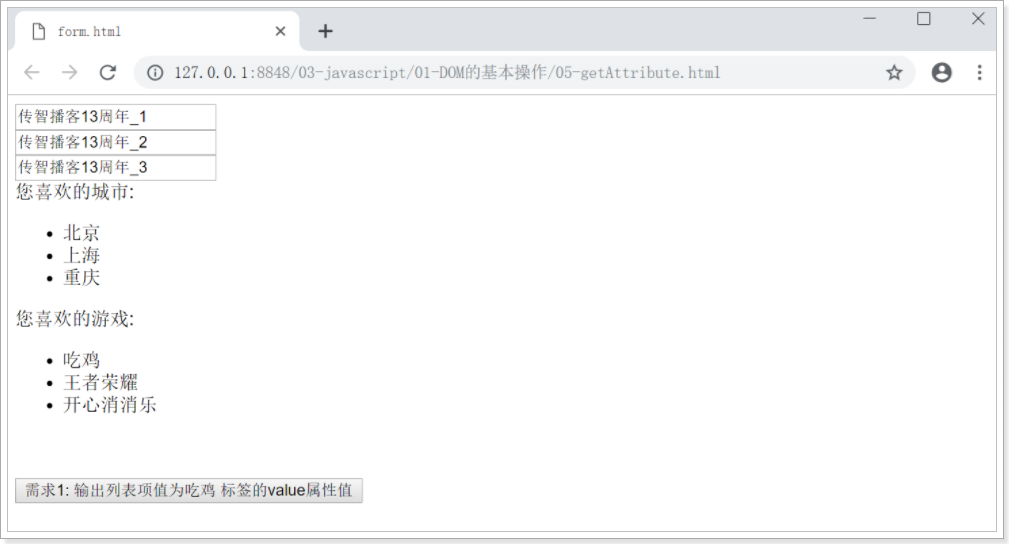 form.html
127.0.0.1:8848/03-javascript/01-DOM的基本操作/05-getAttribute.html
传智播客13周年_1
传智播客13周年_2
传智播客13周年_3
您喜欢的城市:
北京
上海
重庆
您喜欢的游戏:
吃鸡
王者荣耀
开心消消乐
需求1: 输出列表项值为吃鸡 标签的value属性值